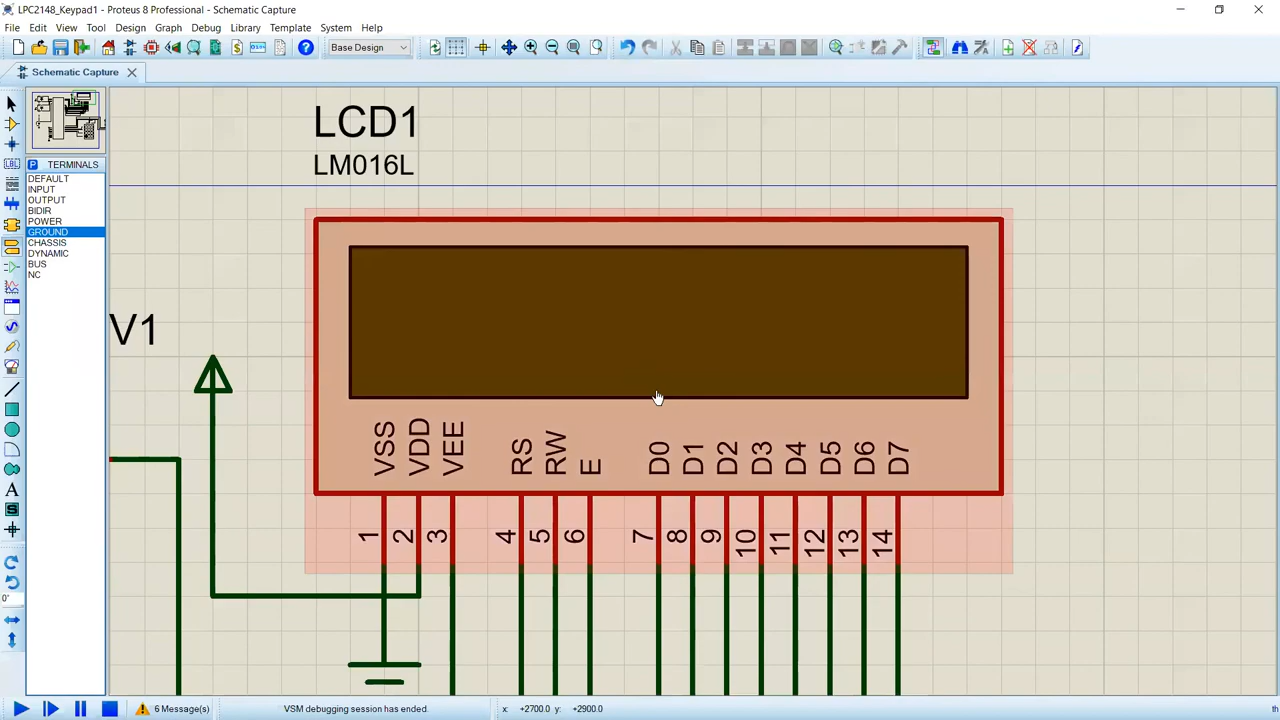 LPC2148_Keypad1 - Proteus 8 Professional - Schematic Capture
File Edit View Tool Design Graph Debug Library Template System Help
Base Design
Schematic Capture
P TERMINALS
DEFAULT
INPUT
OUTPUT
BIDIR
POWER
GROUND
CHASSIS
DYNAMIC
BUS
NC
LBL
A
S
0°
LCD1
LM016L
V1
VSS VDD VEE RS RW E D0 D1 D2 D3 D4 D5 D6 D7
1 2 3 4 5 6 7 8 9 10 11 12 13 14
6 Message(s) VSM debugging session has ended. x: +2700.0 y: +2900.0 th